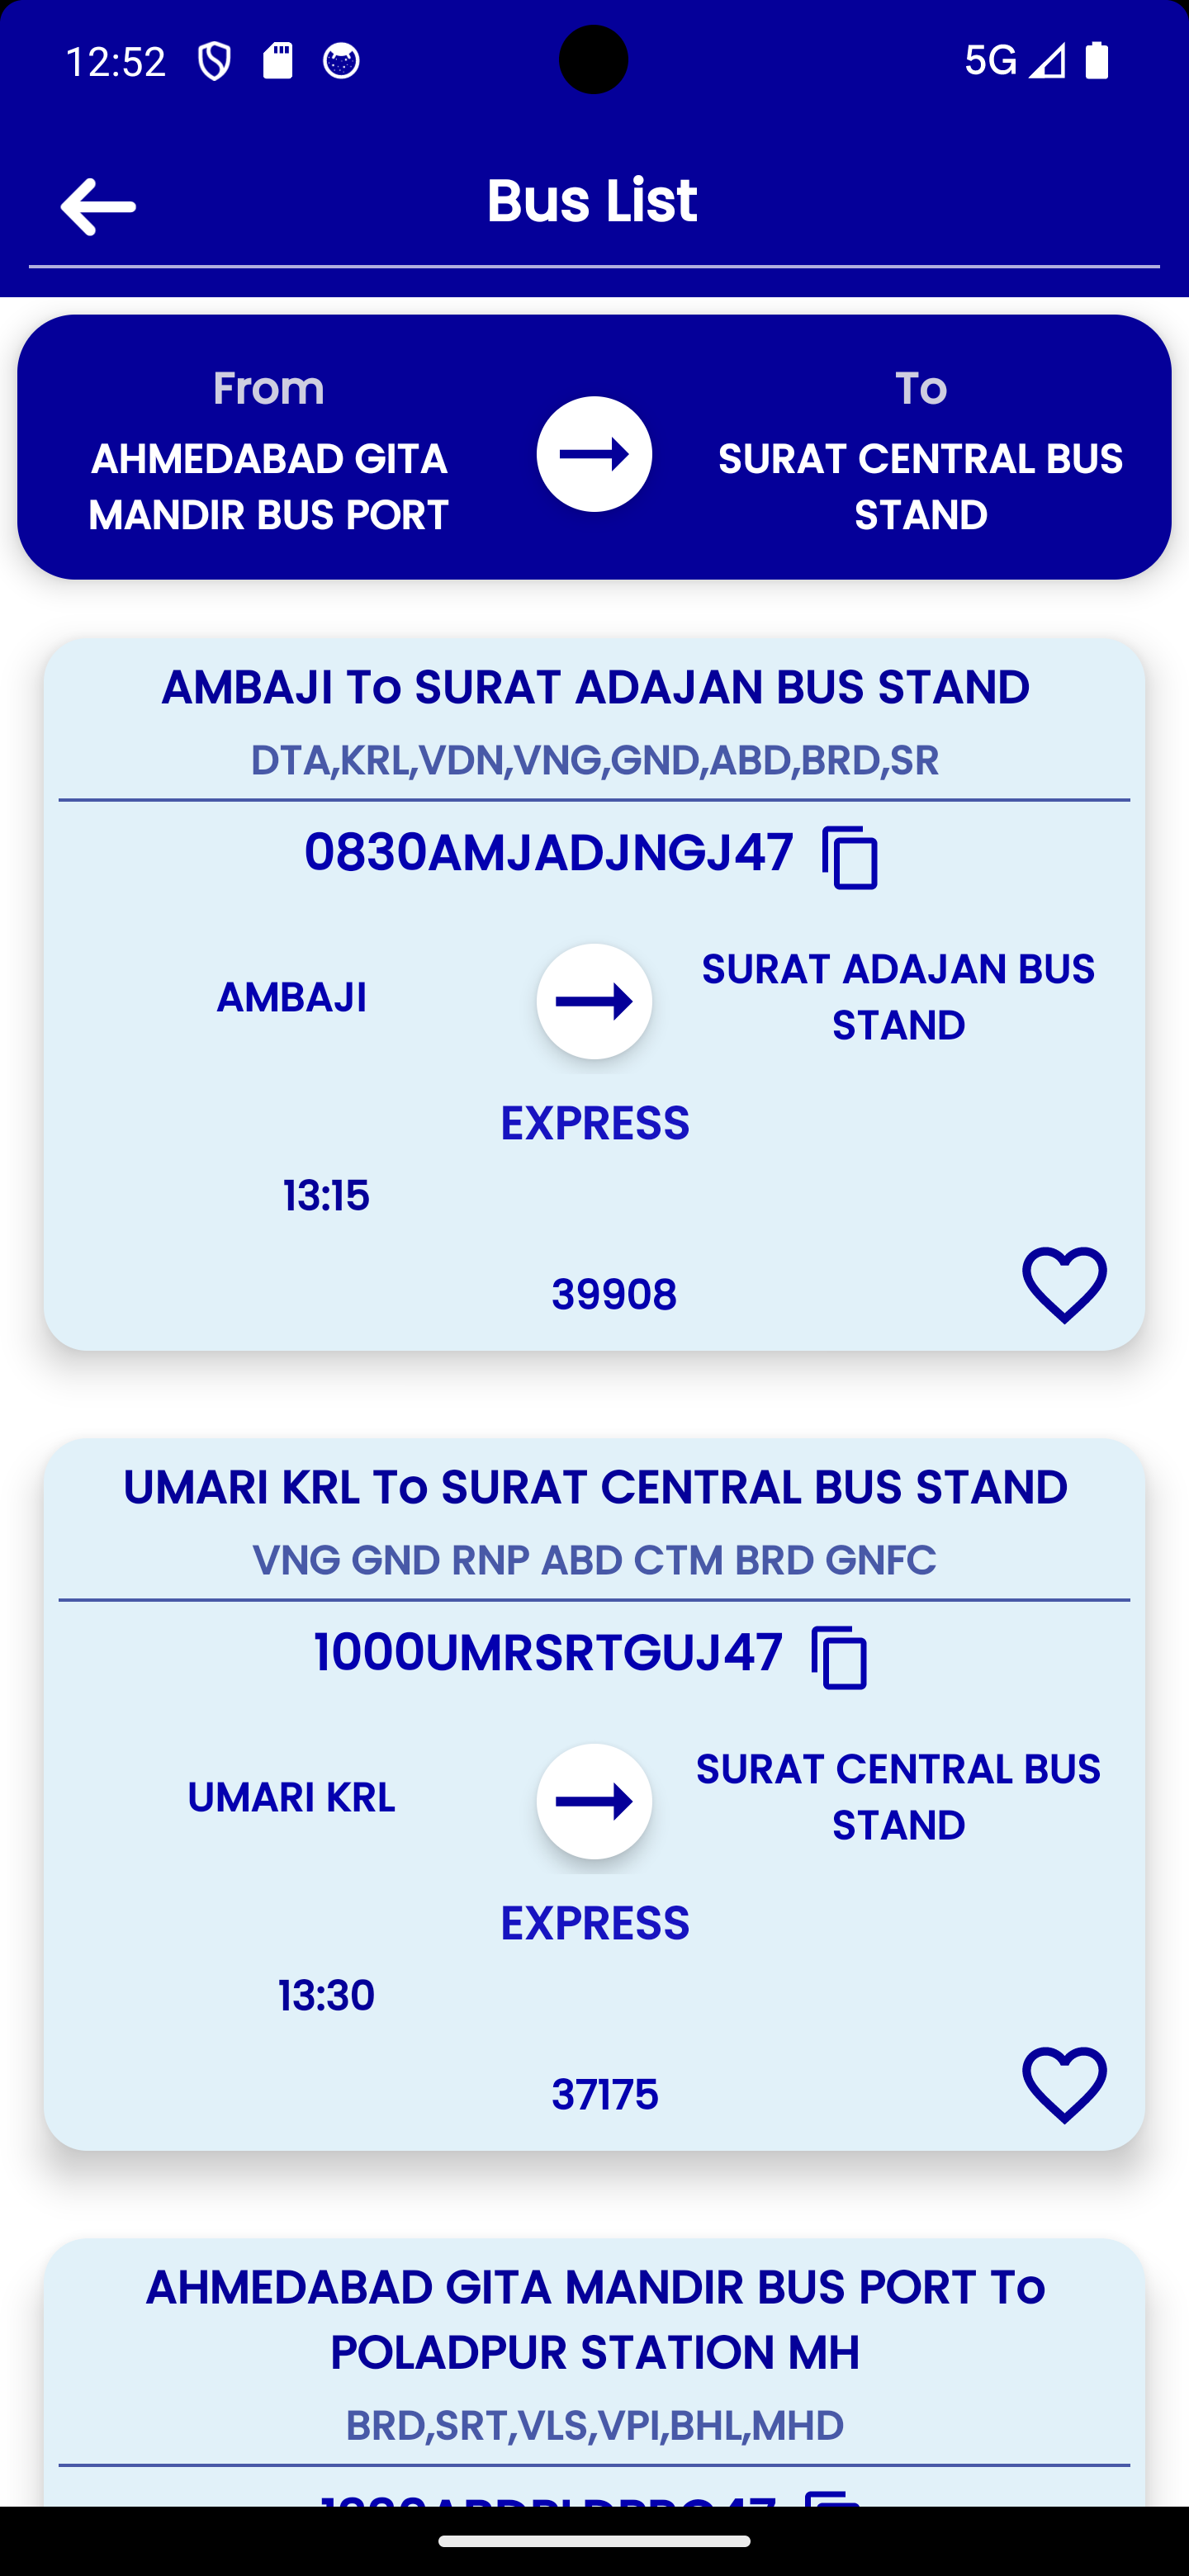 12:52
5G
Bus List
From
To
AHMEDABAD GITA
MANDIR BUS PORT
SURAT CENTRAL BUS
STAND
AMBAJI To SURAT ADAJAN BUS STAND
DTA,KRL,VDN,VNG,GND,ABD,BRD,SR
0830AMJADJNGJ47
AMBAJI
SURAT ADAJAN BUS
STAND
EXPRESS
13:15
39908
UMARI KRL To SURAT CENTRAL BUS STAND
VNG GND RNP ABD CTM BRD GNFC
1000UMRSRTGUJ47
UMARI KRL
SURAT CENTRAL BUS
STAND
EXPRESS
13:30
37175
AHMEDABAD GITA MANDIR BUS PORT To
POLADPUR STATION MH
BRD,SRT,VLS,VPI,BHL,MHD